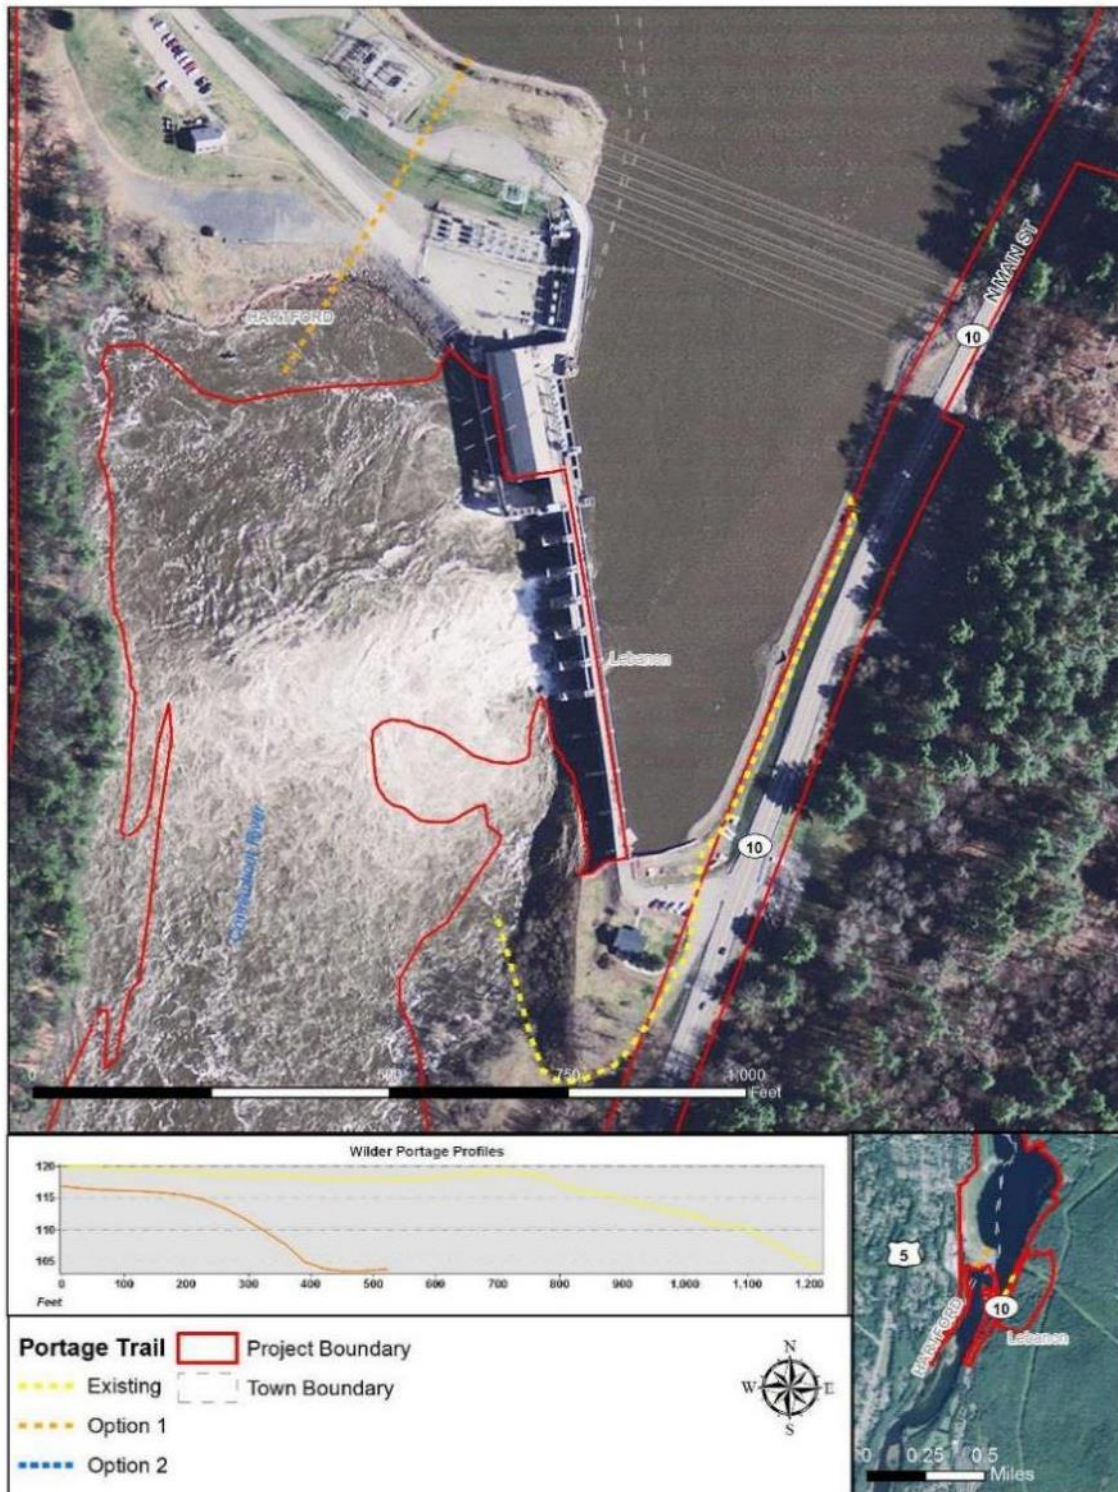 N MAIN ST
10
HARTFORD
Lebanon
10
Connecticut River
0 250 500 750 1,000
Feet
Wilder Portage Profiles
120
115
110
105
0 100 200 300 400 500 600 700 800 900 1,000 1,100 1,200
Feet
Portage Trail
Existing
Option 1
Option 2
Project Boundary
Town Boundary
N
W E
S
5
10
HARTFORD
Lebanon
0 0.25 0.5
Miles